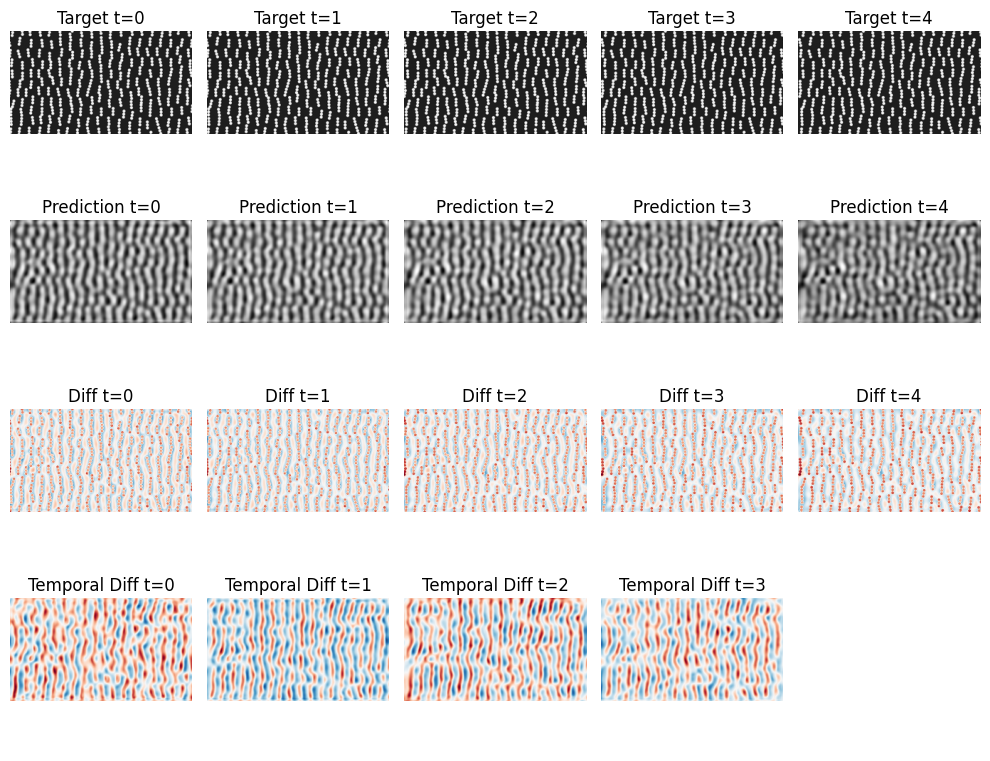 Target t=0 Target t=1 Target t=2 Target t=3 Target t=4
Prediction t=0 Prediction t=1 Prediction t=2 Prediction t=3 Prediction t=4
Diff t=0 Diff t=1 Diff t=2 Diff t=3 Diff t=4
Temporal Diff t=0 Temporal Diff t=1 Temporal Diff t=2 Temporal Diff t=3